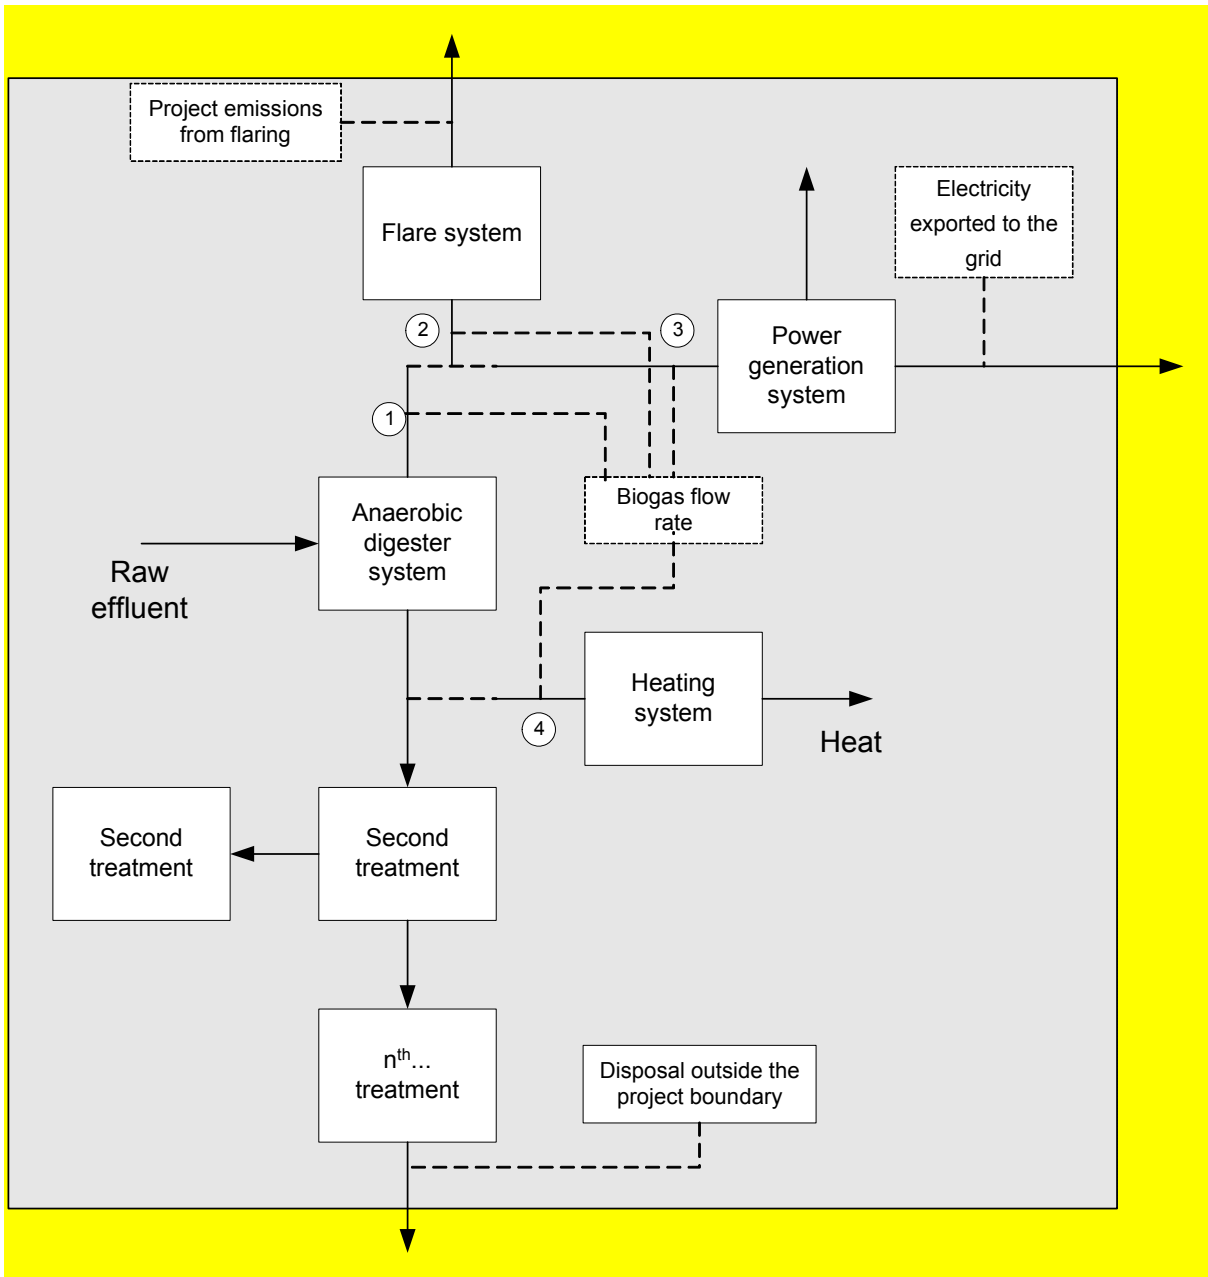 Project emissions
from flaring
Flare system
Electricity
exported to the
grid
2
3
Power
generation
system
1
Biogas flow
rate
Anaerobic
digester
system
Raw
effluent
Heating
system
4
Heat
Second
treatment
Second
treatment
nth...
treatment
Disposal outside the
project boundary